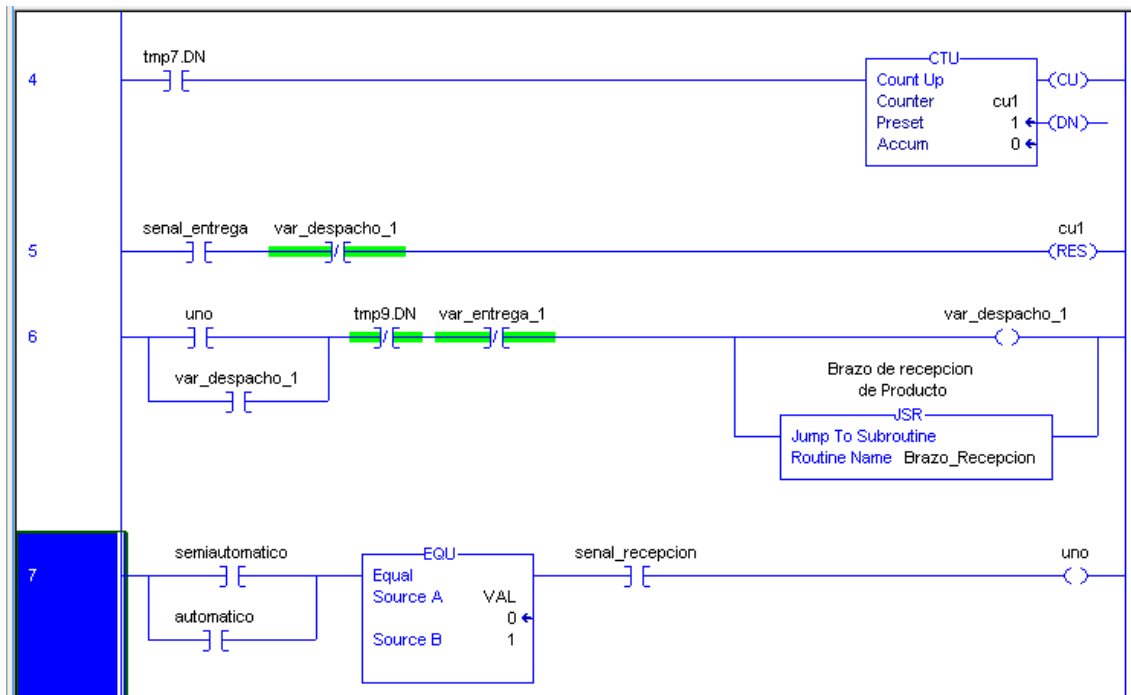 tmp7.DN
4
CTU
Count Up
Counter cu1
Preset 1
Accum 0
(CU)
(DN)
senal_entrega var_despacho_1 cu1
5
(RES)
uno tmp9.DN var_entrega_1 var_despacho_1
6
var_despacho_1
Brazo de recepcion
de Producto
JSR
Jump To Subroutine
Routine Name Brazo_Recepcion
semiautomatico
7
automatico
EQU
Equal
Source A VAL
0
Source B 1
senal_recepcion
uno